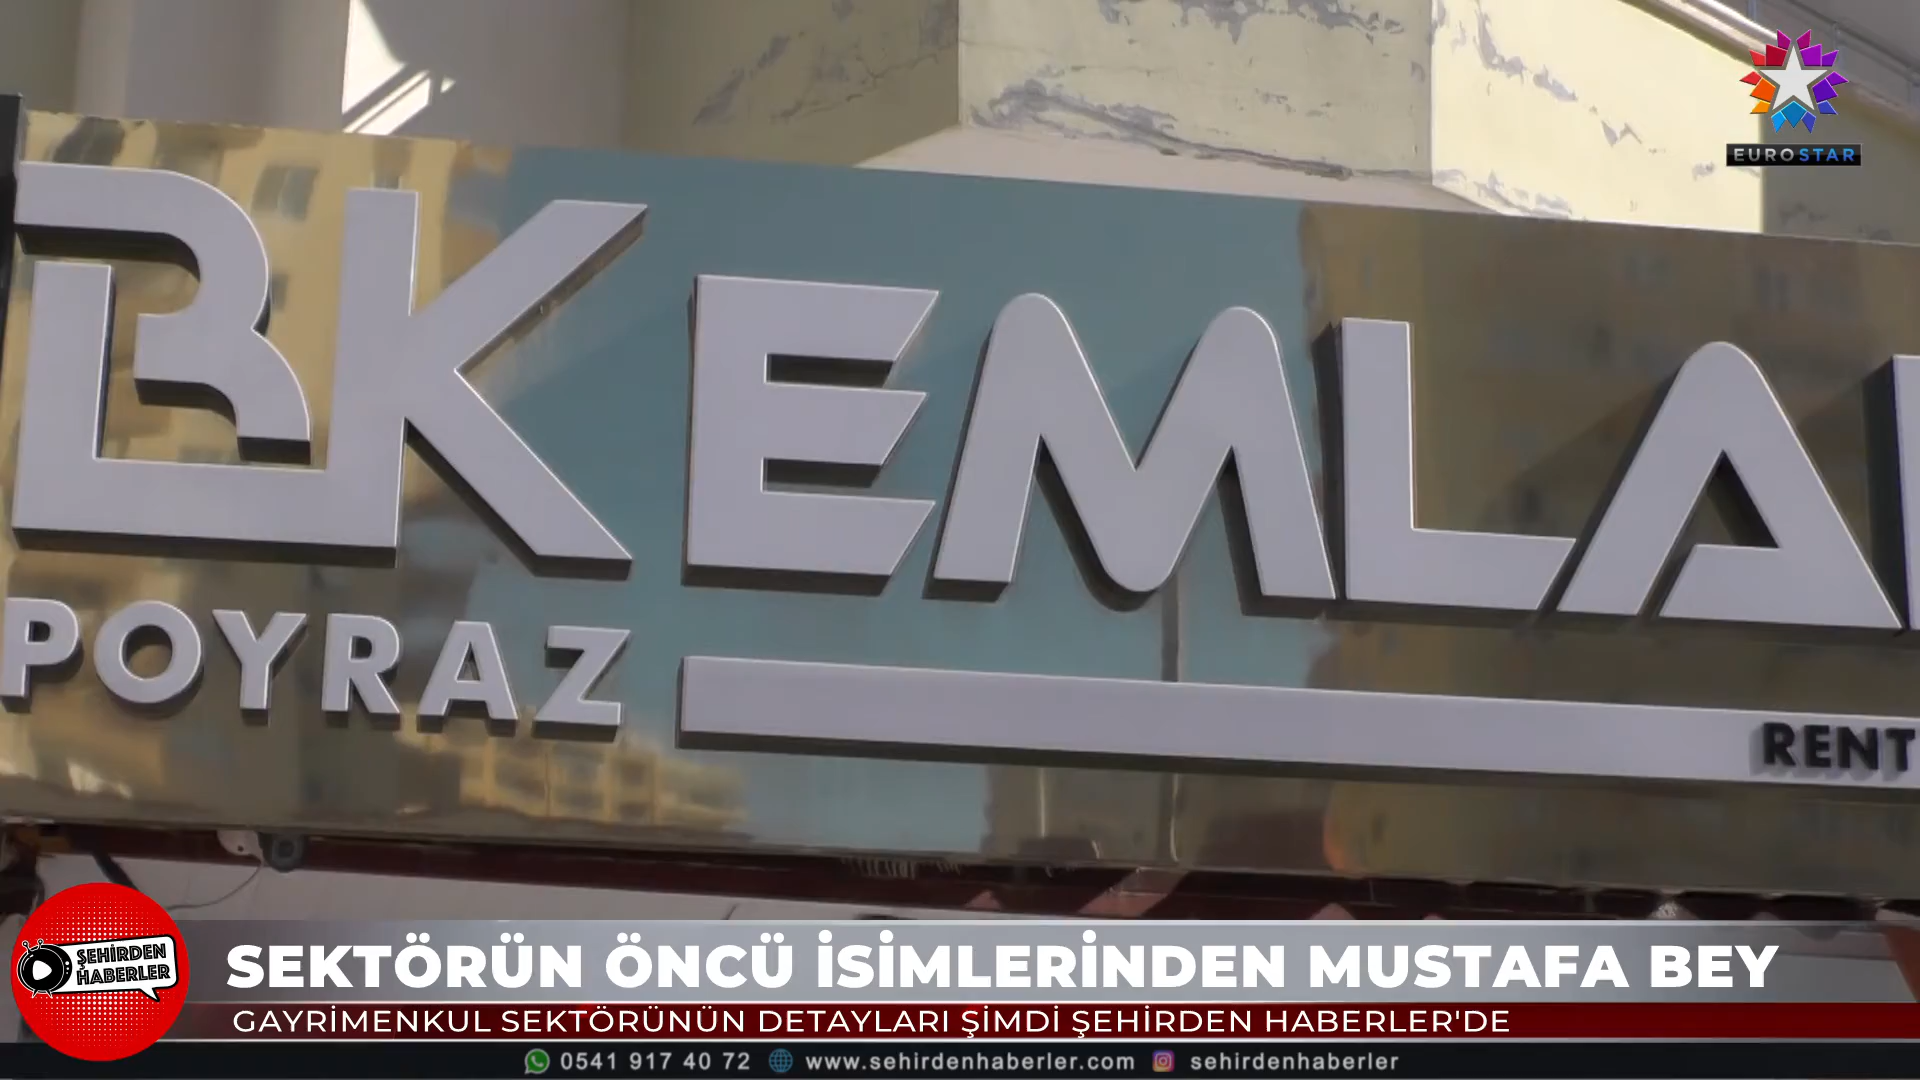 EUROSTAR
BK EMLA
POYRAZ
RENT
ŞEHİRDEN
HABERLER
SEKTÖRÜN ÖNCÜ İSİMLERİNDEN MUSTAFA BEY
GAYRİMENKUL SEKTÖRÜNÜN DETAYLARI ŞİMDİ ŞEHİRDEN HABERLER'DE
0541 917 40 72 www.sehirdenhaberler.com sehirdenhaberler